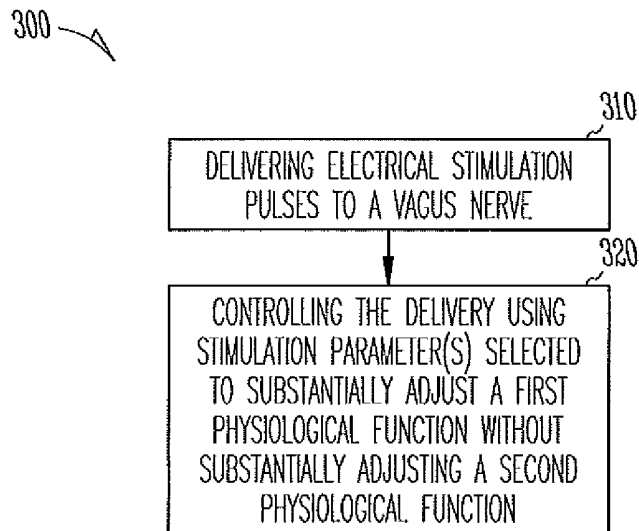 300
310
DELIVERING ELECTRICAL STIMULATION
PULSES TO A VAGUS NERVE
320
CONTROLLING THE DELIVERY USING
STIMULATION PARAMETER(S) SELECTED
TO SUBSTANTIALLY ADJUST A FIRST
PHYSIOLOGICAL FUNCTION WITHOUT
SUBSTANTIALLY ADJUSTING A SECOND
PHYSIOLOGICAL FUNCTION